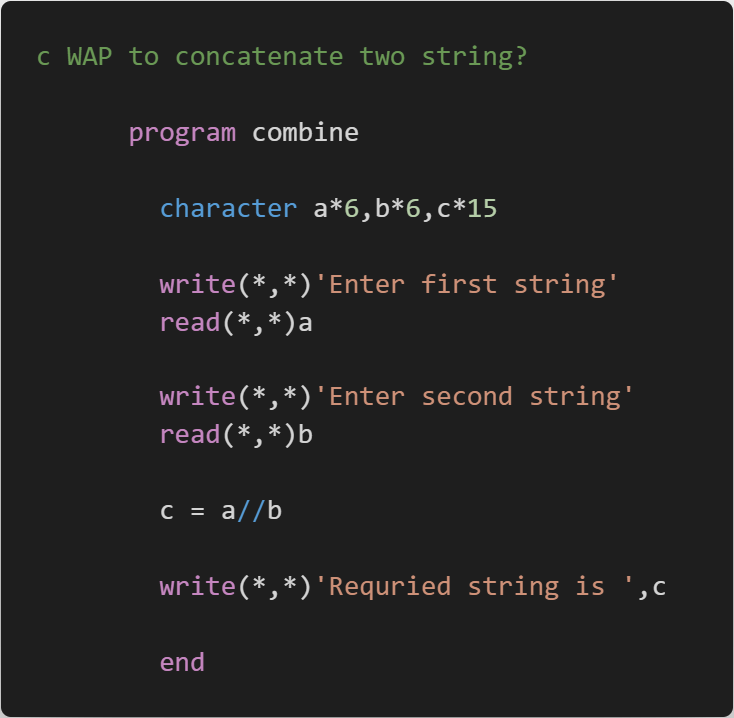 c WAP to concatenate two string?
program combine
character a*6,b*6,c*15
write(*,*)'Enter first string'
read(*,*)a
write(*,*)'Enter second string'
read(*,*)b
c = a//b
write(*,*)'Requried string is ',c
end